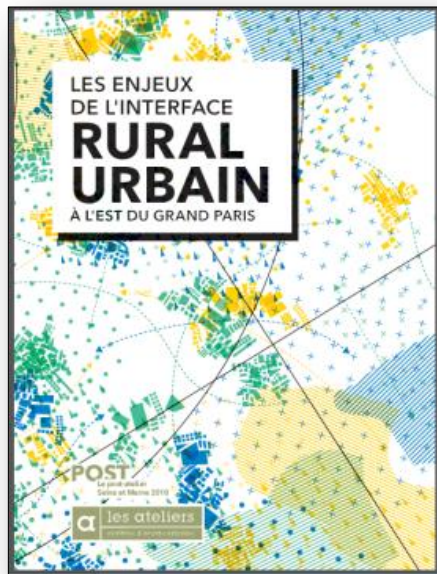 LES ENJEUX
DE L'INTERFACE
RURAL
URBAIN
À L'EST DU GRAND PARIS
POST
Le post-atelier
Seine et Marne 2019
les ateliers